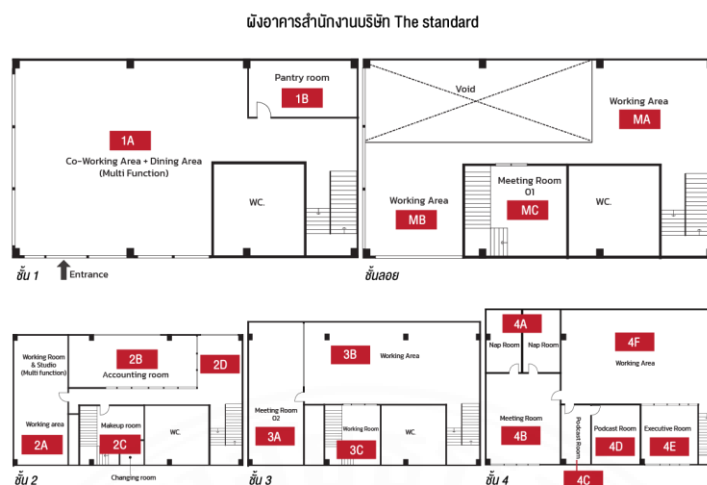 ผังอาคารสำนักงานบริษัท The standard
Pantry room
1B
1A
Co-Working Area + Dining Area
(Multi Function)
WC.
ชั้น 1
Entrance
Void
Working Area
MA
Working Area
MB
Meeting Room
01
MC
WC.
ชั้นลอย
Working Room
& Studio
(Multi Function)
2B
Accounting room
2D
Working area
2A
Makeup room
2C
WC.
Changing room
ชั้น 2
3B
Working Area
Meeting Room
02
3A
Working Room
3C
WC.
ชั้น 3
4A
Nap Room
Nap Room
4F
Working Area
Meeting Room
4B
Podcast Room
4C
Podcast Room
4D
Executive Room
4E
ชั้น 4